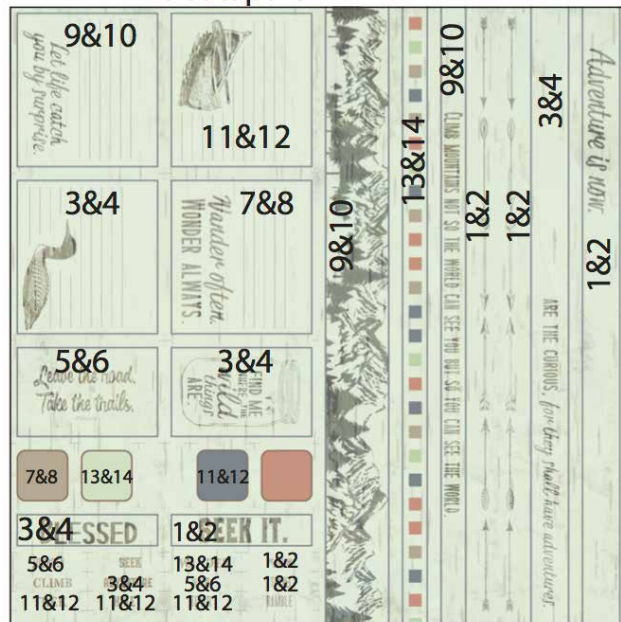 9&10
Let life catch
you by surprise.
11&12
3&4
7&8
Wander often.
WONDER ALWAYS.
5&6
Leave the road.
Take the trails.
3&4
FIND ME
WHERE THE
wild
things
ARE.
7&8
13&14
11&12
3&4
BLESSED
1&2
SEEK IT.
5&6
SEEK
13&14
1&2
CLIMB
3&4
5&6
1&2
11&12
11&12
11&12
RAMBLE
9&10
13&14
9&10
CLIMB MOUNTAINS NOT SO THE WORLD CAN SEE YOU BUT SO YOU CAN SEE THE WORLD.
1&2
1&2
3&4
ARE THE CURIOUS, for they shall have adventures.
Adventure is now.
1&2